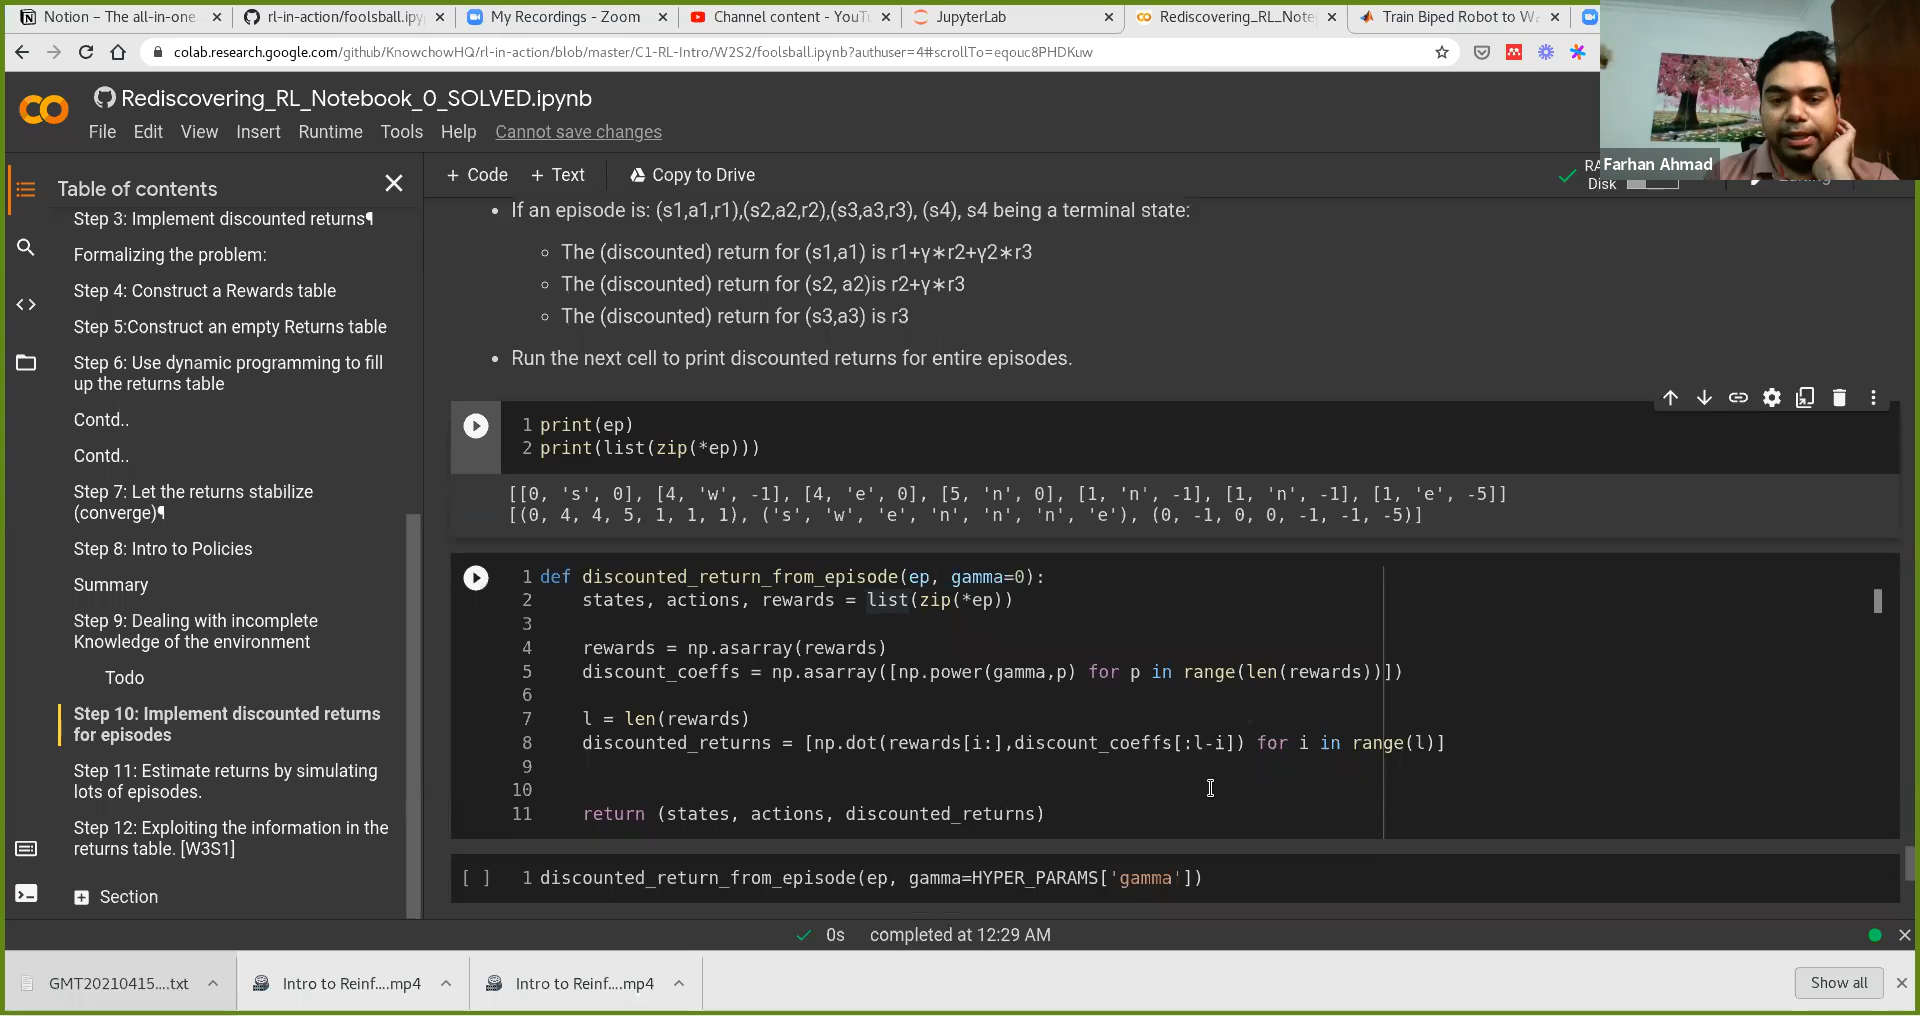 Notion – The all-in-one
rl-in-action/foolsball.ipy
My Recordings - Zoom
Channel content - YouT
JupyterLab
Rediscovering_RL_Note
Train Biped Robot to Wa
colab.research.google.com/github/KnowchowHQ/rl-in-action/blob/master/C1-RL-Intro/W2S2/foolsball.ipynb?authuser=4#scrollTo=eqouc8PHDKuw
Rediscovering_RL_Notebook_0_SOLVED.ipynb
File Edit View Insert Runtime Tools Help Cannot save changes
Farhan Ahmad
+ Code + Text Copy to Drive
RA
Disk
Editing
Table of contents
Step 3: Implement discounted returns¶
Formalizing the problem:
Step 4: Construct a Rewards table
Step 5:Construct an empty Returns table
Step 6: Use dynamic programming to fill
up the returns table
Contd..
Contd..
Step 7: Let the returns stabilize
(converge)¶
Step 8: Intro to Policies
Summary
Step 9: Dealing with incomplete
Knowledge of the environment
Todo
Step 10: Implement discounted returns
for episodes
Step 11: Estimate returns by simulating
lots of episodes.
Step 12: Exploiting the information in the
returns table. [W3S1]
Section
• If an episode is: (s1,a1,r1),(s2,a2,r2),(s3,a3,r3), (s4), s4 being a terminal state:
◦ The (discounted) return for (s1,a1) is r1+γ∗r2+γ2∗r3
◦ The (discounted) return for (s2, a2)is r2+γ∗r3
◦ The (discounted) return for (s3,a3) is r3
• Run the next cell to print discounted returns for entire episodes.
1 print(ep)
2 print(list(zip(*ep)))
[[0, 's', 0], [4, 'w', -1], [4, 'e', 0], [5, 'n', 0], [1, 'n', -1], [1, 'n', -1], [1, 'e', -5]]
[(0, 4, 4, 5, 1, 1, 1), ('s', 'w', 'e', 'n', 'n', 'n', 'e'), (0, -1, 0, 0, -1, -1, -5)]
1 def discounted_return_from_episode(ep, gamma=0):
2     states, actions, rewards = list(zip(*ep))
3
4     rewards = np.asarray(rewards)
5     discount_coeffs = np.asarray([np.power(gamma,p) for p in range(len(rewards))])
6
7     l = len(rewards)
8     discounted_returns = [np.dot(rewards[i:],discount_coeffs[:l-i]) for i in range(l)]
9
10
11     return (states, actions, discounted_returns)
[ ] 1 discounted_return_from_episode(ep, gamma=HYPER_PARAMS['gamma'])
0s completed at 12:29 AM
GMT20210415....txt
Intro to Reinf....mp4
Intro to Reinf....mp4
Show all